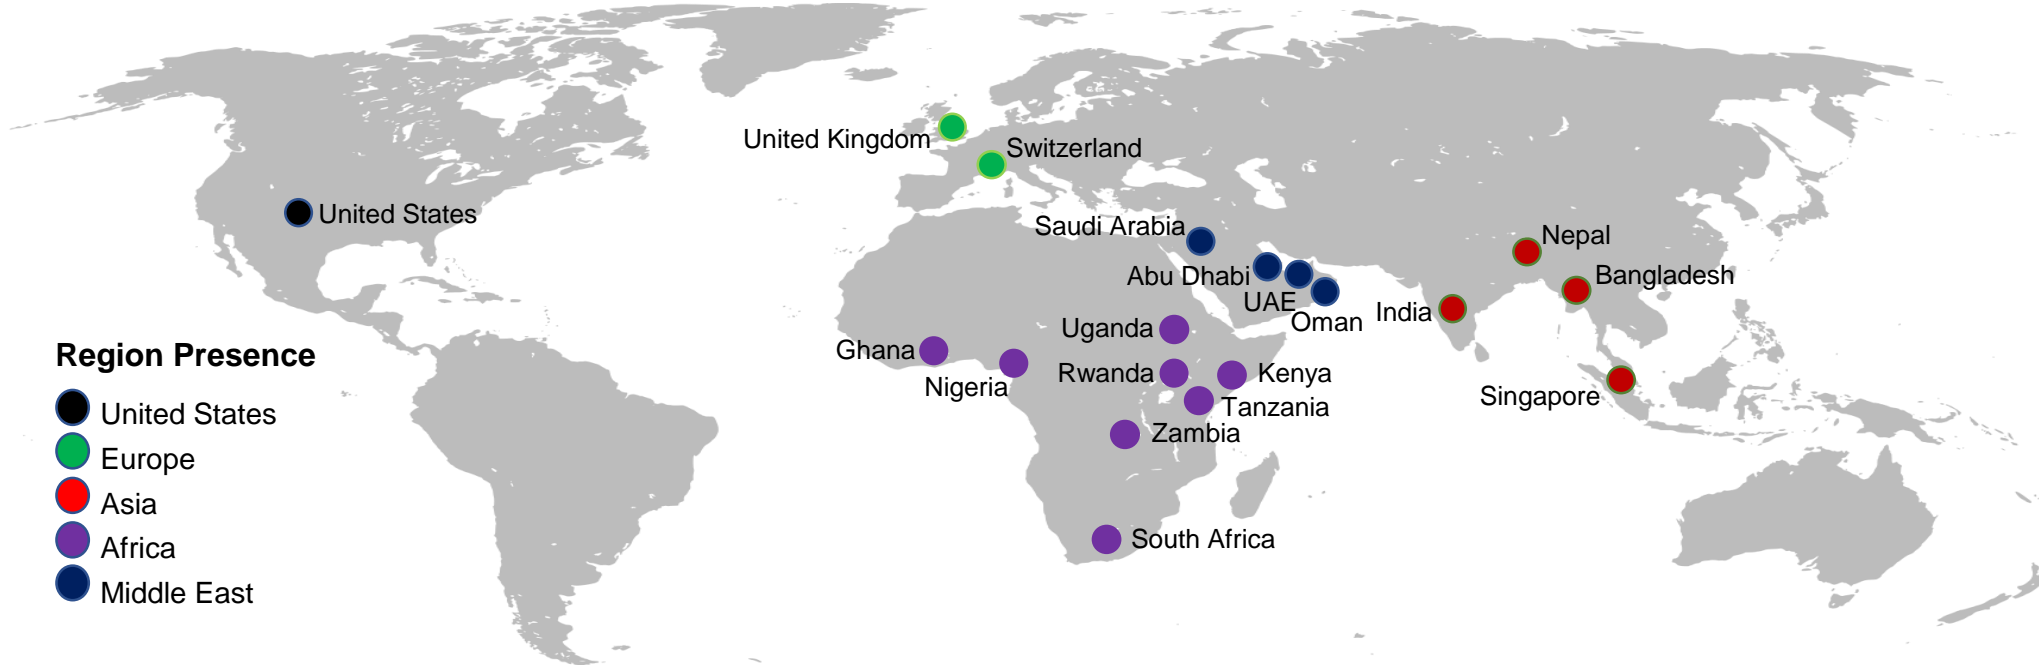 United Kingdom
Switzerland
United States
Saudi Arabia
Nepal
Abu Dhabi
Bangladesh
UAE
Oman
India
Uganda
Ghana
Nigeria
Rwanda
Kenya
Singapore
Tanzania
Zambia
South Africa
Region Presence
United States
Europe
Asia
Africa
Middle East